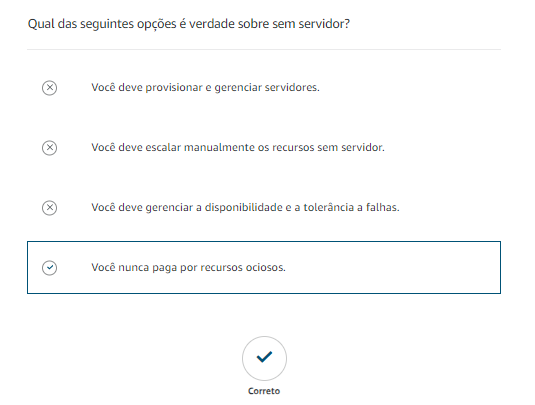 Qual das seguintes opções é verdade sobre sem servidor?
Você deve provisionar e gerenciar servidores.
Você deve escalar manualmente os recursos sem servidor.
Você deve gerenciar a disponibilidade e a tolerância a falhas.
Você nunca paga por recursos ociosos.
Correto